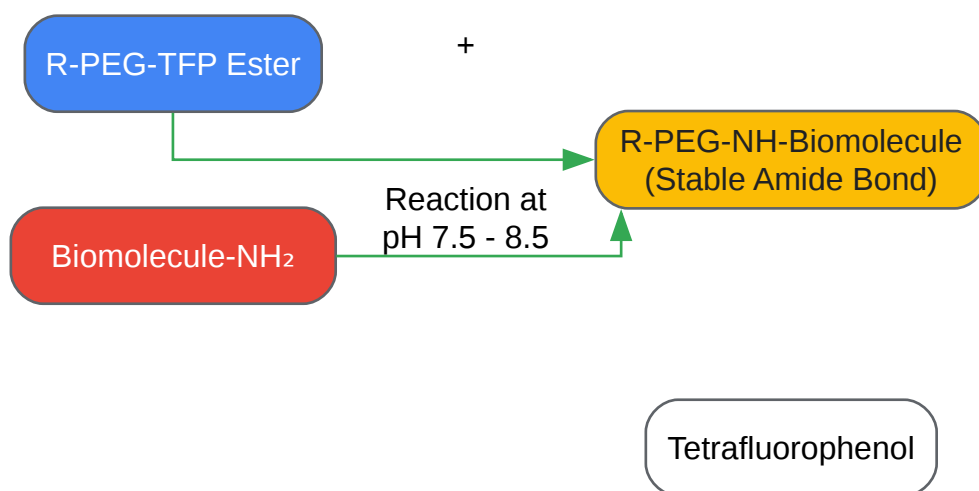 R-PEG-TFP Ester
+
R-PEG-NH-Biomolecule
(Stable Amide Bond)
Reaction at
pH 7.5 - 8.5
Biomolecule-NH₂
Tetrafluorophenol